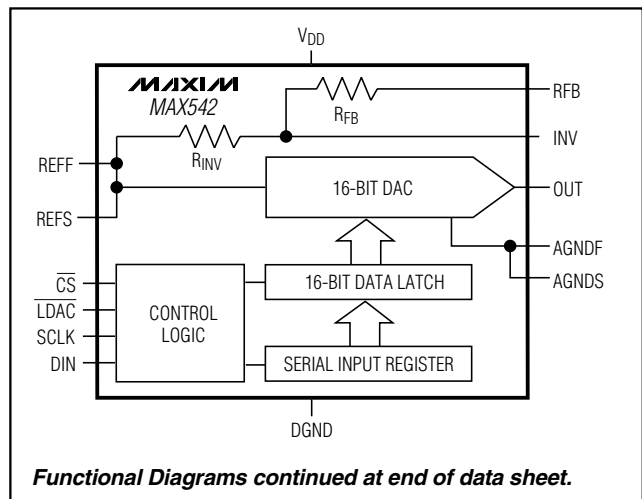 VDD
MAXIM
MAX542
RFB
RFB
INV
RINV
REFF
REFS
16-BIT DAC
OUT
AGNDF
AGNDS
CS
LDAC
SCLK
DIN
CONTROL
LOGIC
16-BIT DATA LATCH
SERIAL INPUT REGISTER
DGND
Functional Diagrams continued at end of data sheet.